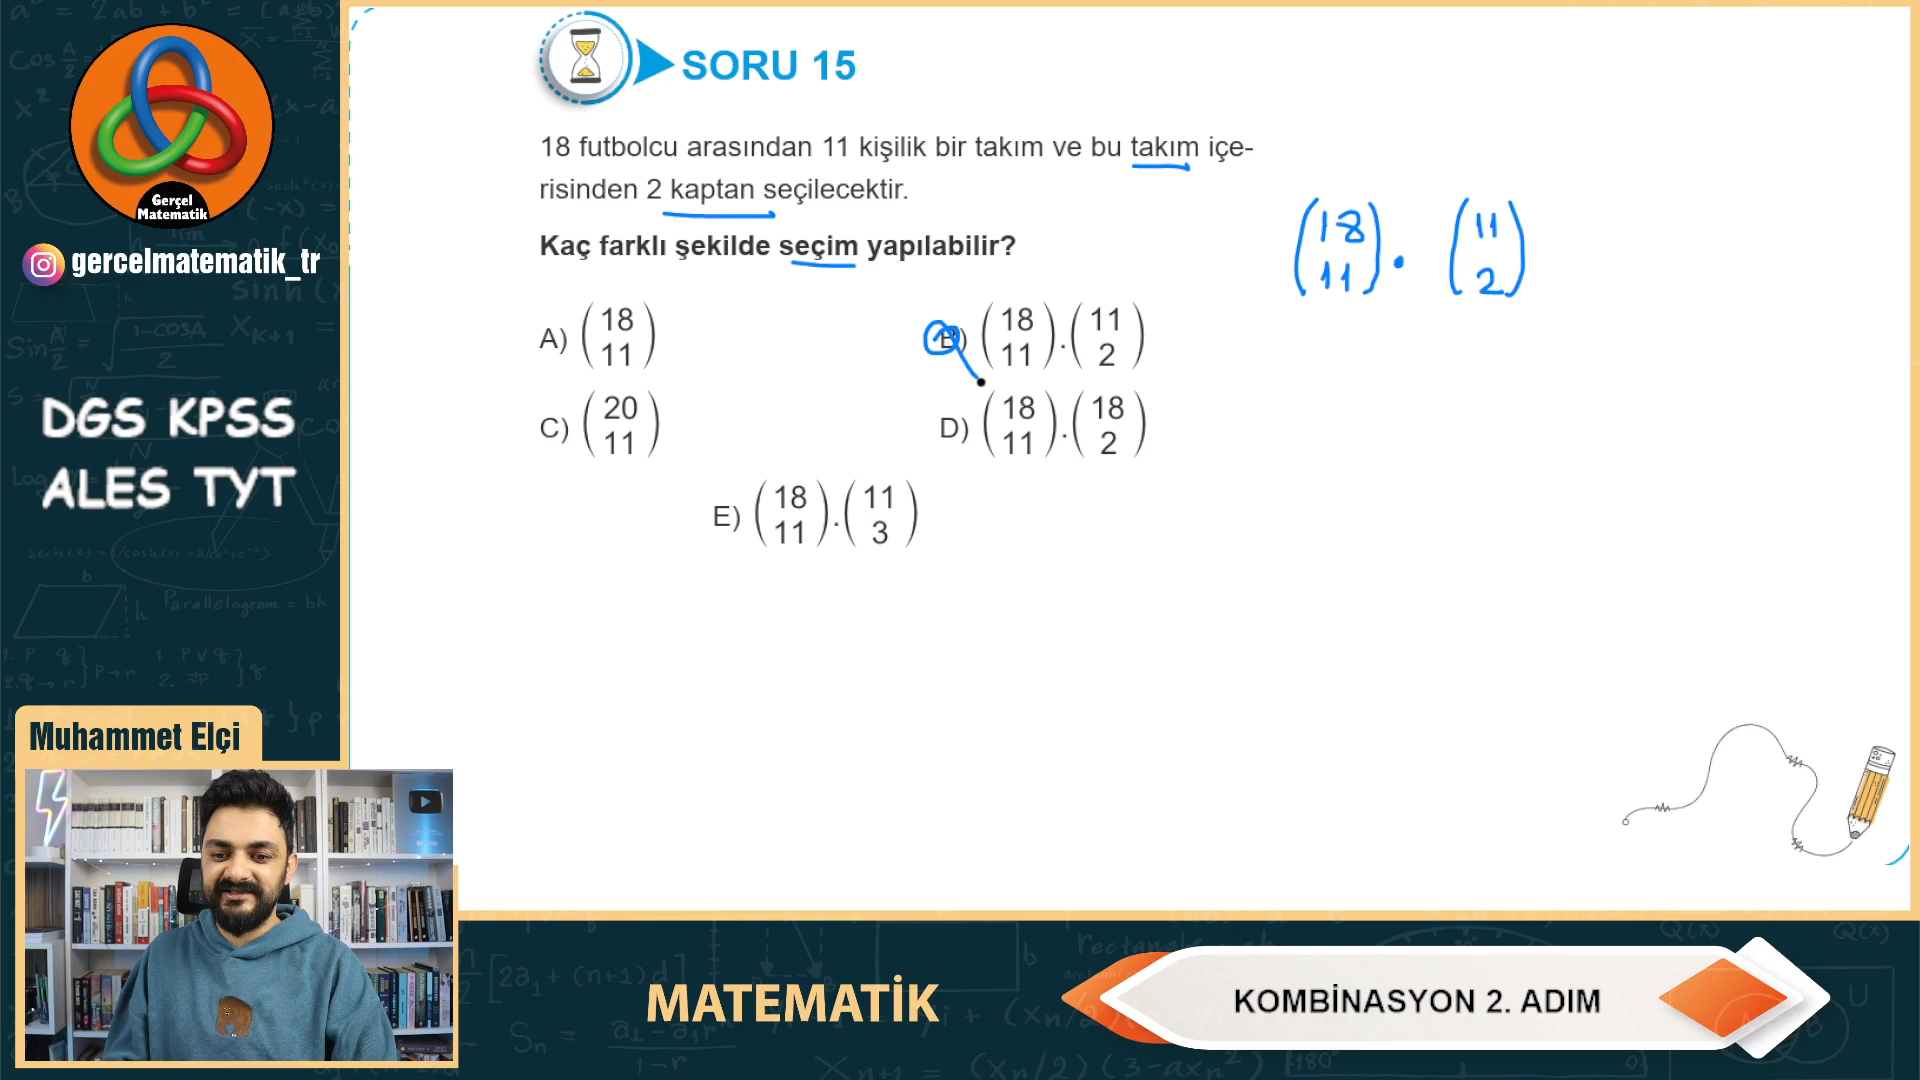 Gerçel
Matematik
gercelmatematik_tr
DGS KPSS
ALES TYT
SORU 15
18 futbolcu arasından 11 kişilik bir takım ve bu takım içe-
risinden 2 kaptan seçilecektir.
Kaç farklı şekilde seçim yapılabilir?
(18 11) . (11 2)
A) (18 11)
B) (18 11).(11 2)
C) (20 11)
D) (18 11).(18 2)
E) (18 11).(11 3)
Muhammet Elçi
MATEMATİK
KOMBİNASYON 2. ADIM